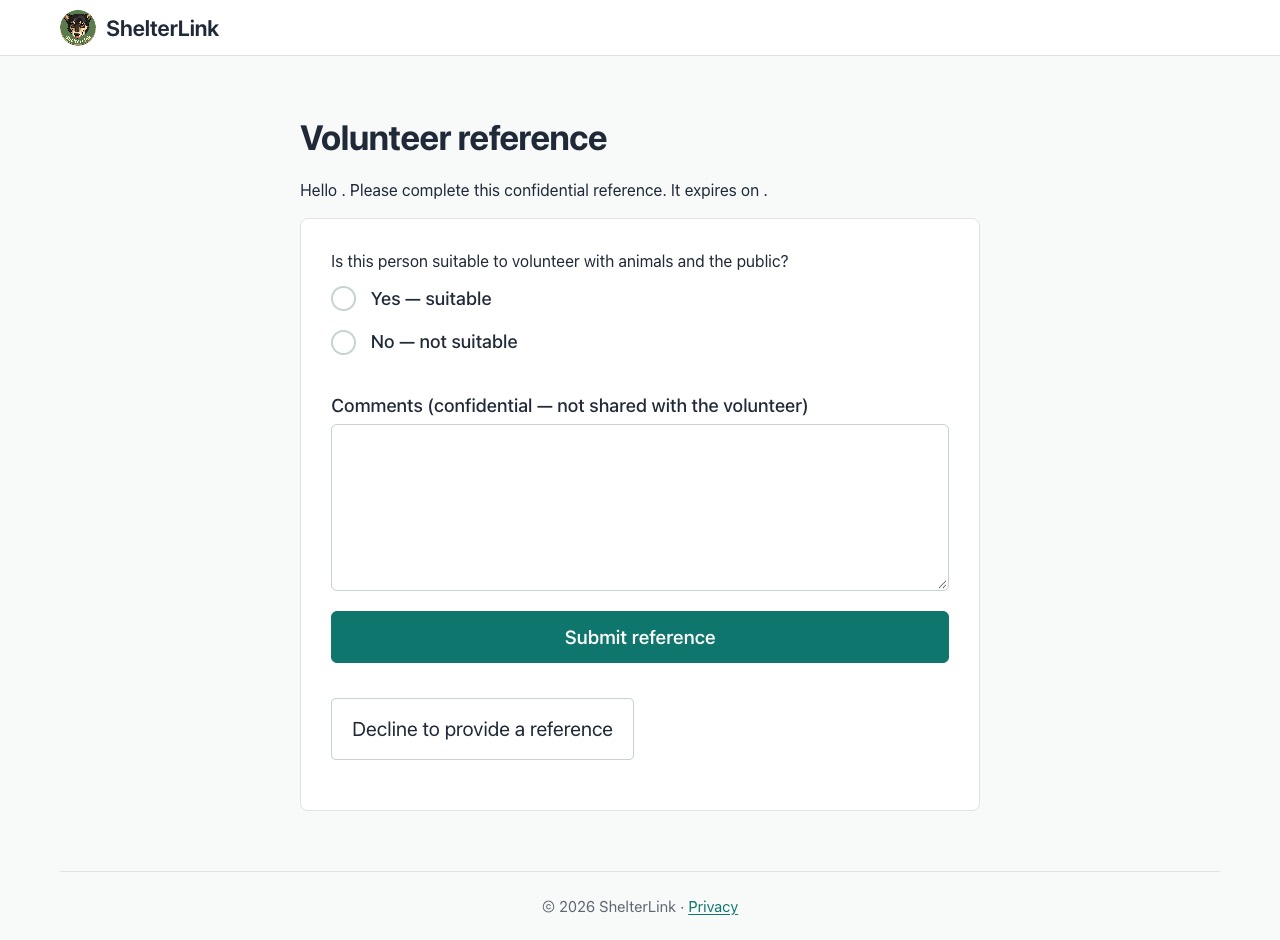 ShelterLink
Volunteer reference
Hello . Please complete this confidential reference. It expires on .
Is this person suitable to volunteer with animals and the public?
Yes — suitable
No — not suitable
Comments (confidential — not shared with the volunteer)
Submit reference
Decline to provide a reference
© 2026 ShelterLink · Privacy